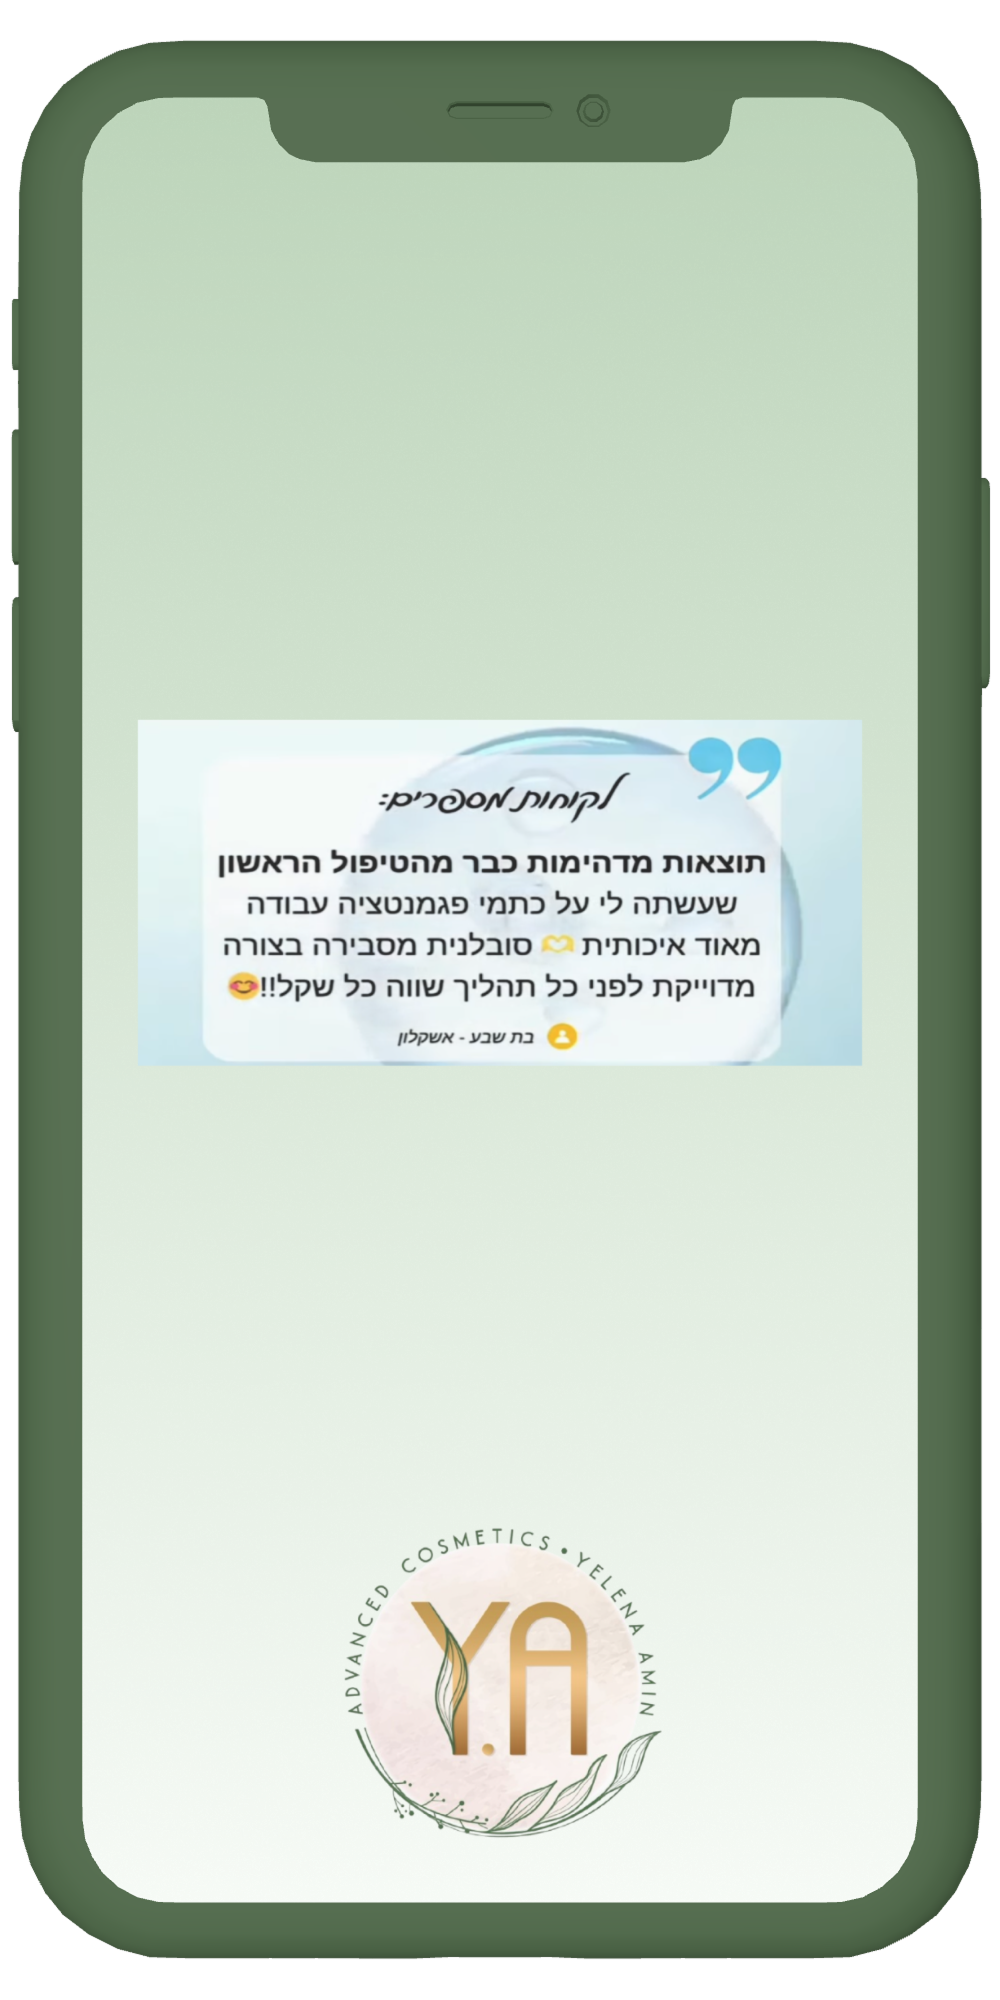 לקוחות מספרים:
תוצאות מדהימות כבר מהטיפול הראשון
שעשתה לי על כתמי פגמנטציה עבודה
מאוד איכותית 🫶 סובלנית מסבירה בצורה
מדוייקת לפני כל תהליך שווה כל שקל!!😊
בת שבע - אשקלון
ADVANCED COSMETICS • YELENA AMIN
Y.A